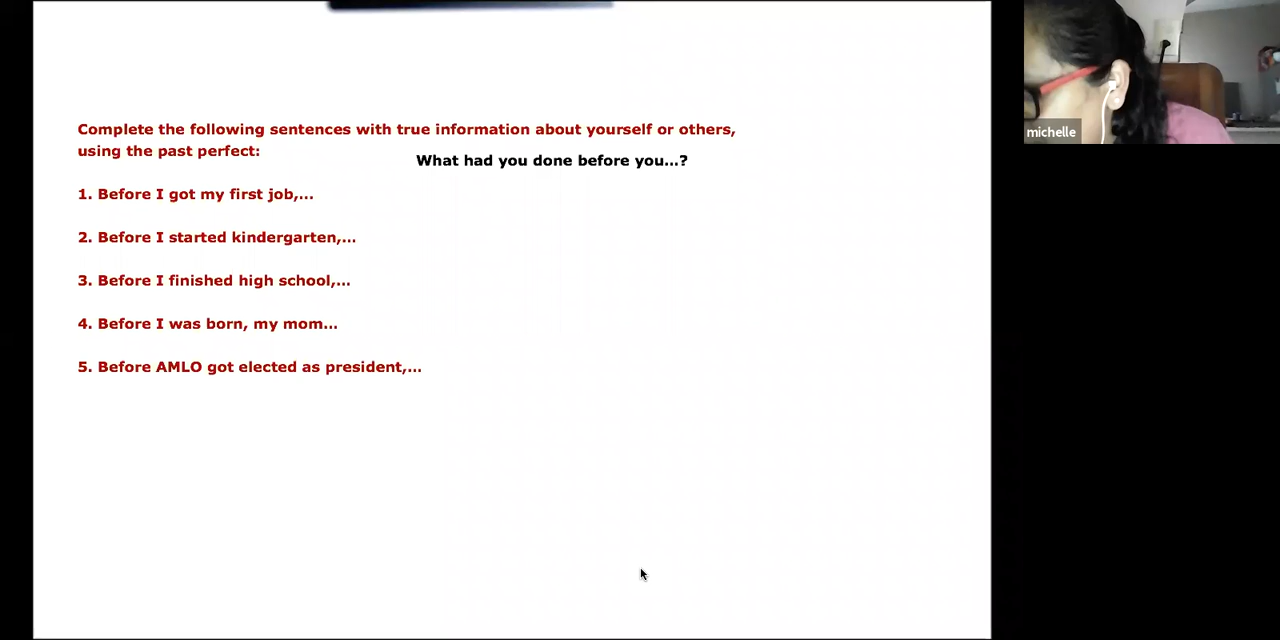 Complete the following sentences with true information about yourself or others,
using the past perfect:
What had you done before you...?
1. Before I got my first job,...
2. Before I started kindergarten,...
3. Before I finished high school,...
4. Before I was born, my mom...
5. Before AMLO got elected as president,...
michelle